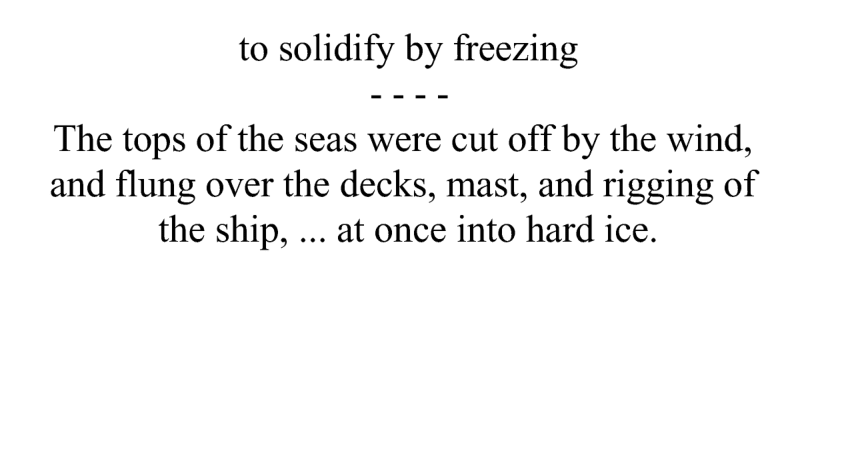 to solidify by freezing
- - - -
The tops of the seas were cut off by the wind,
and flung over the decks, mast, and rigging of
the ship, ... at once into hard ice.